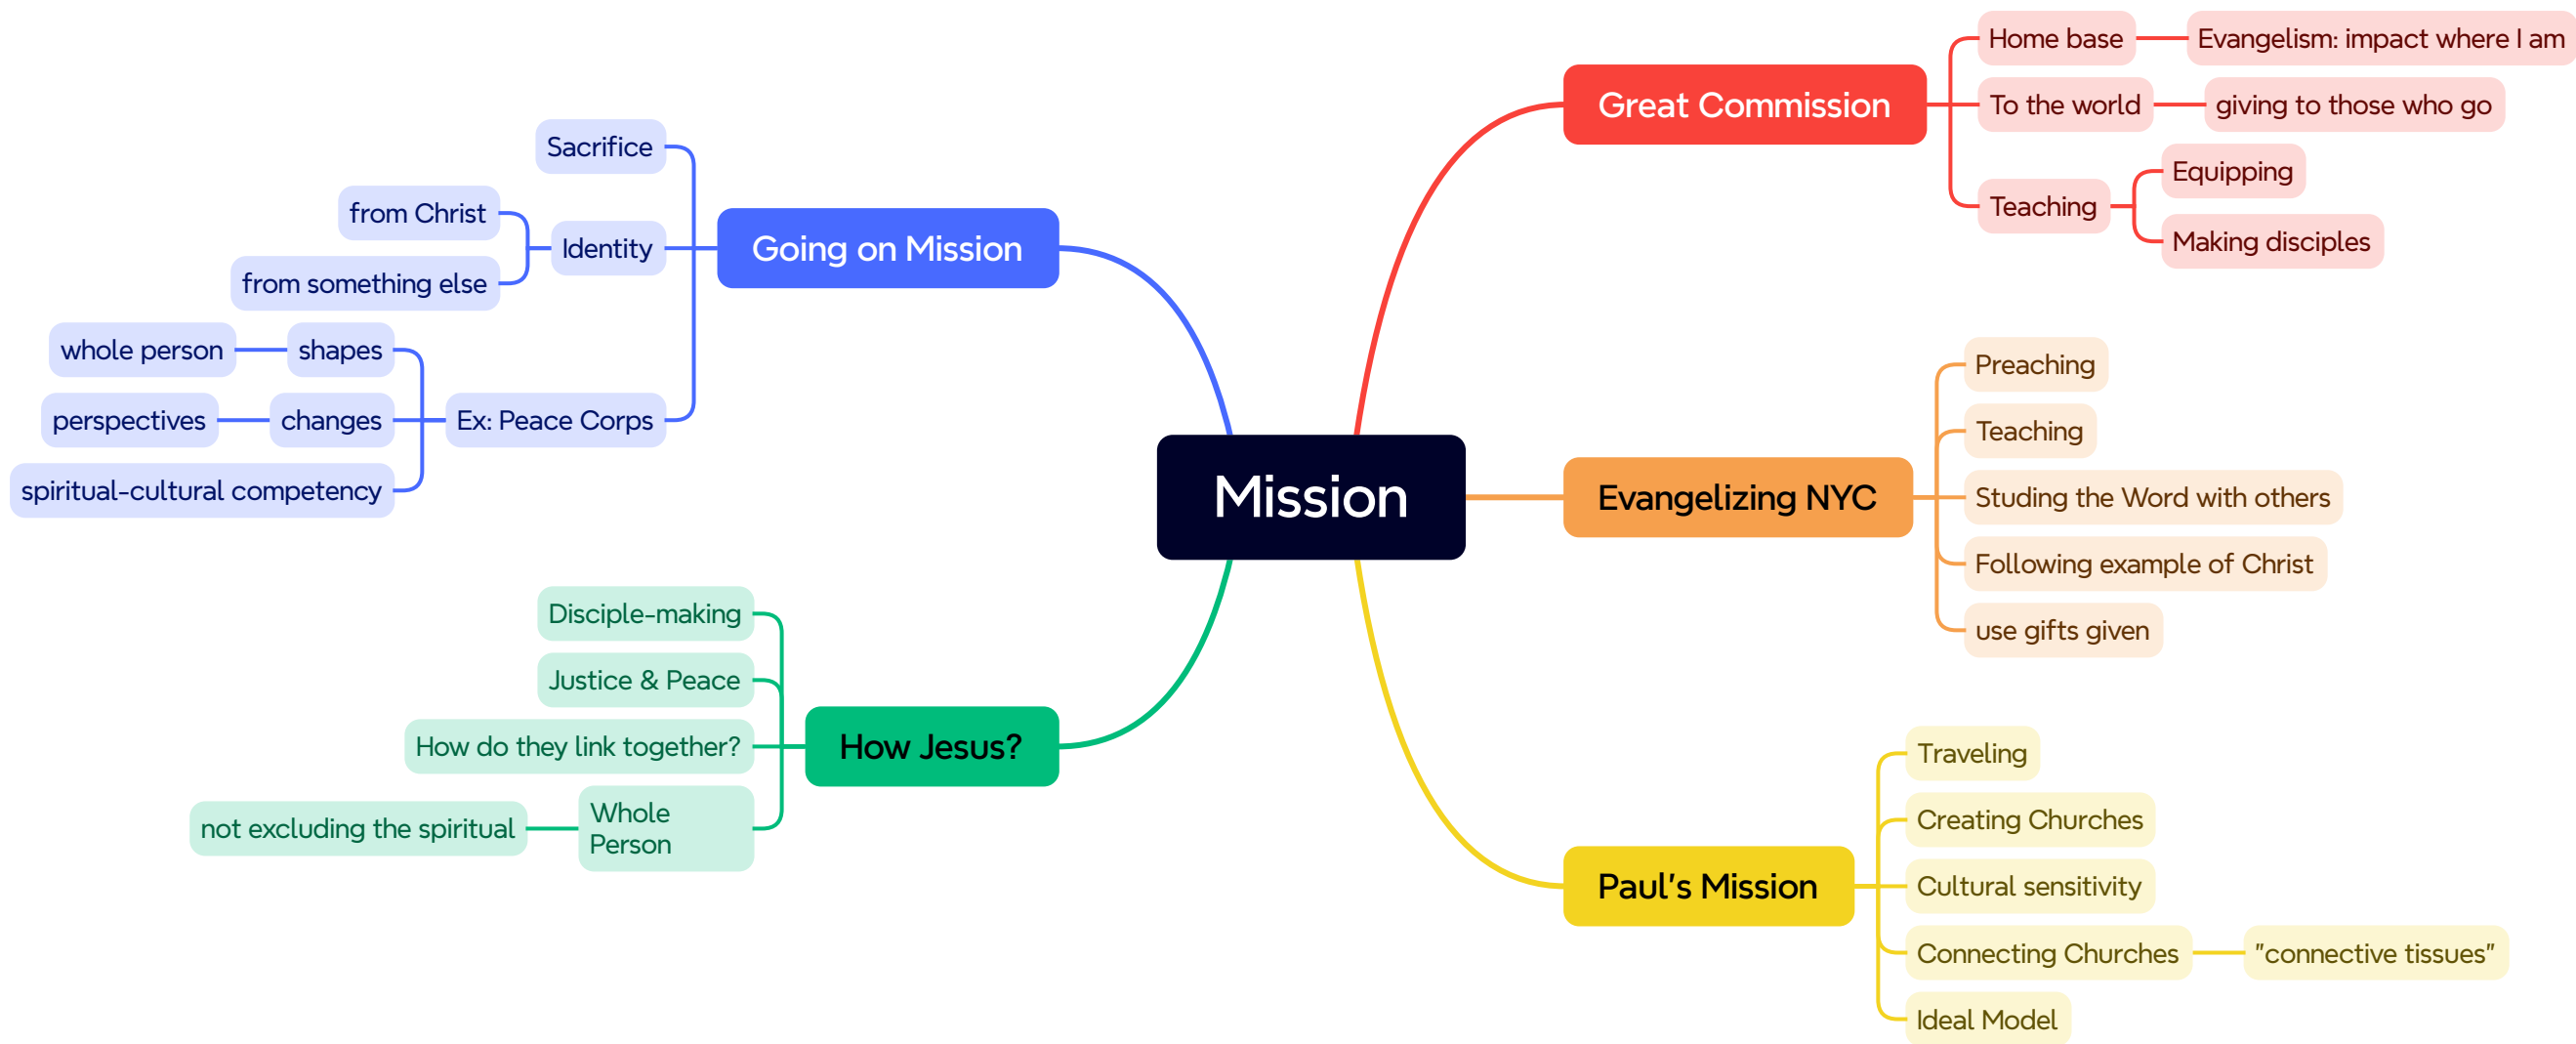 Mission
Great Commission
Home base
Evangelism: impact where I am
To the world
giving to those who go
Teaching
Equipping
Making disciples
Evangelizing NYC
Preaching
Teaching
Studing the Word with others
Following example of Christ
use gifts given
Paul's Mission
Traveling
Creating Churches
Cultural sensitivity
Connecting Churches
"connective tissues"
Ideal Model
Going on Mission
Sacrifice
Identity
from Christ
from something else
Ex: Peace Corps
shapes
whole person
changes
perspectives
spiritual-cultural competency
How Jesus?
Disciple-making
Justice & Peace
How do they link together?
Whole
Person
not excluding the spiritual